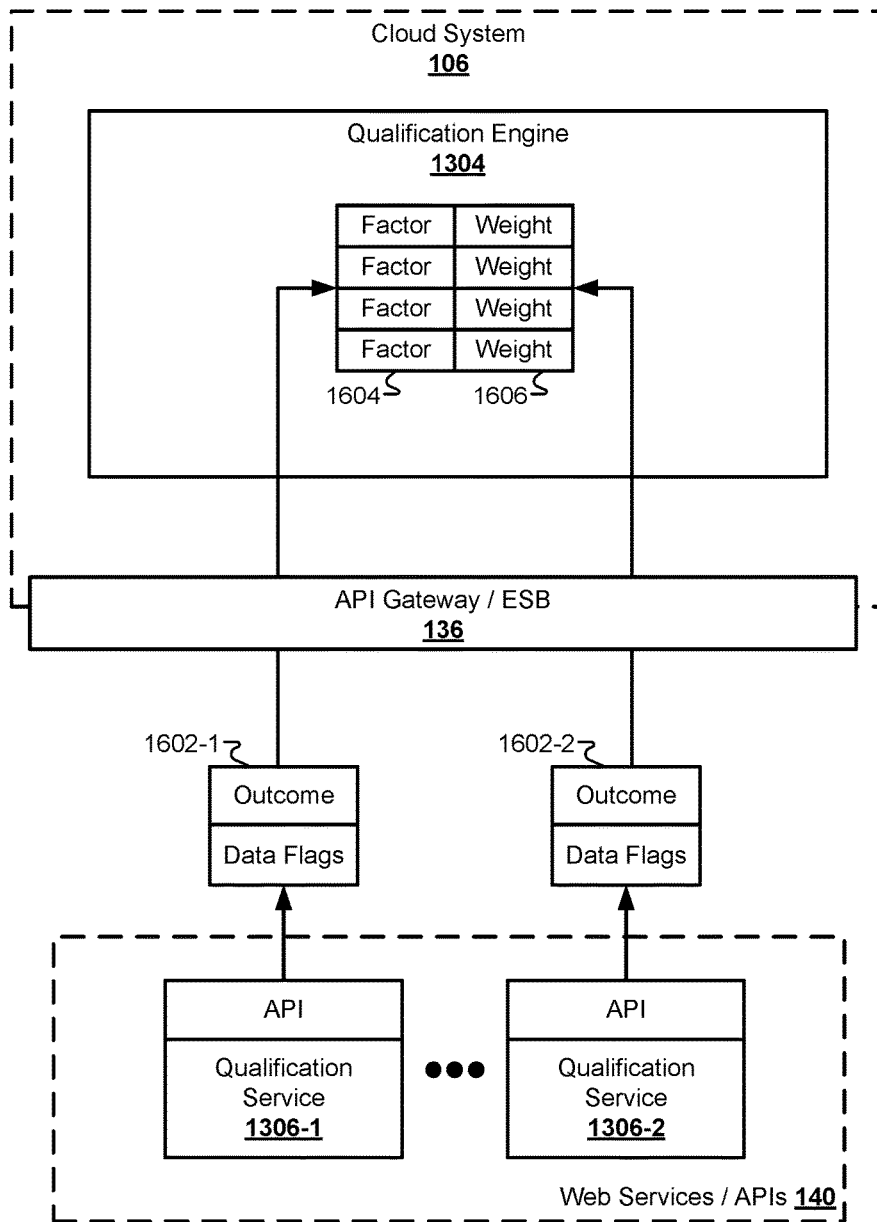 Cloud System
106
Qualification Engine
1304
Factor Weight
Factor Weight
Factor Weight
Factor Weight
1604 1606
API Gateway / ESB
136
1602-1 1602-2
Outcome Outcome
Data Flags Data Flags
API API
Qualification Qualification
Service Service
1306-1 1306-2
Web Services / APIs 140